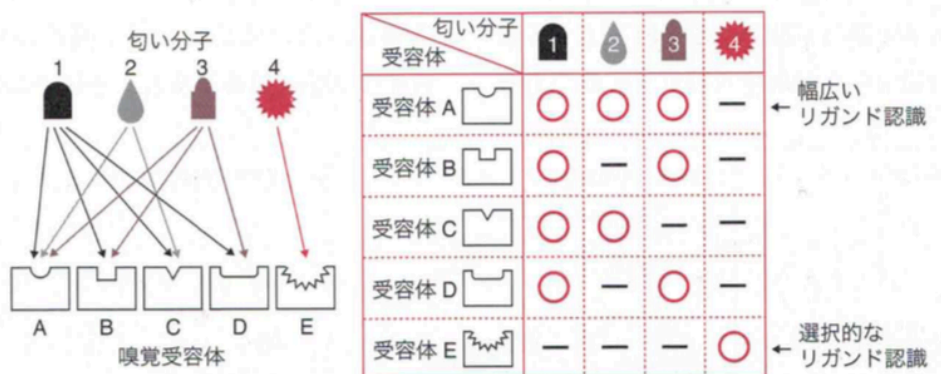 匂い分子
1 2 3 4
A B C D E
嗅覚受容体
匂い分子
受容体
1 2 3 4
受容体 A ○ ○ ○ ー
← 幅広い
リガンド認識
受容体 B ○ ー ○ ー
受容体 C ○ ○ ー ー
受容体 D ○ ー ○ ー
受容体 E ー ー ー ○
← 選択的な
リガンド認識